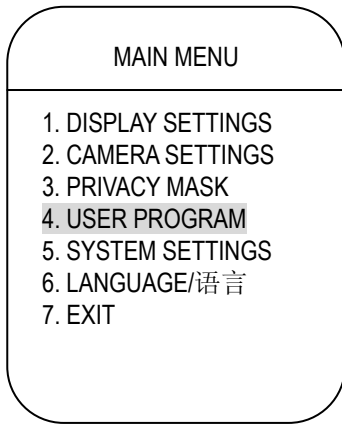 MAIN MENU
1. DISPLAY SETTINGS
2. CAMERA SETTINGS
3. PRIVACY MASK
4. USER PROGRAM
5. SYSTEM SETTINGS
6. LANGUAGE/语言
7. EXIT